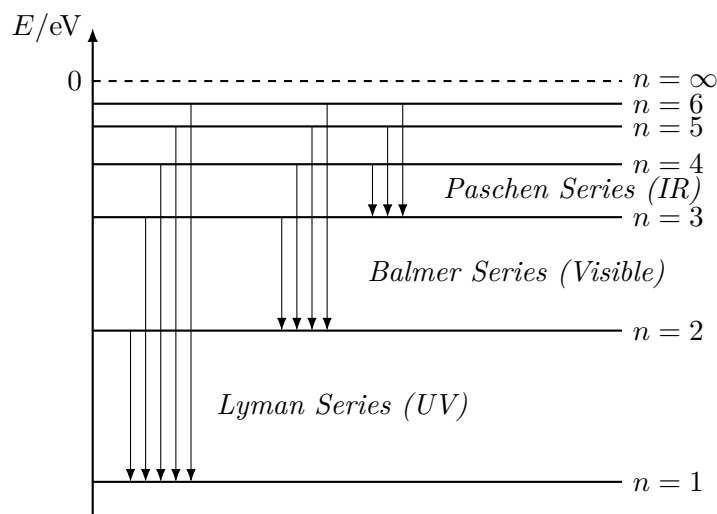 E/eV
0
n = ∞
n = 6
n = 5
n = 4
Paschen Series (IR)
n = 3
Balmer Series (Visible)
n = 2
Lyman Series (UV)
n = 1